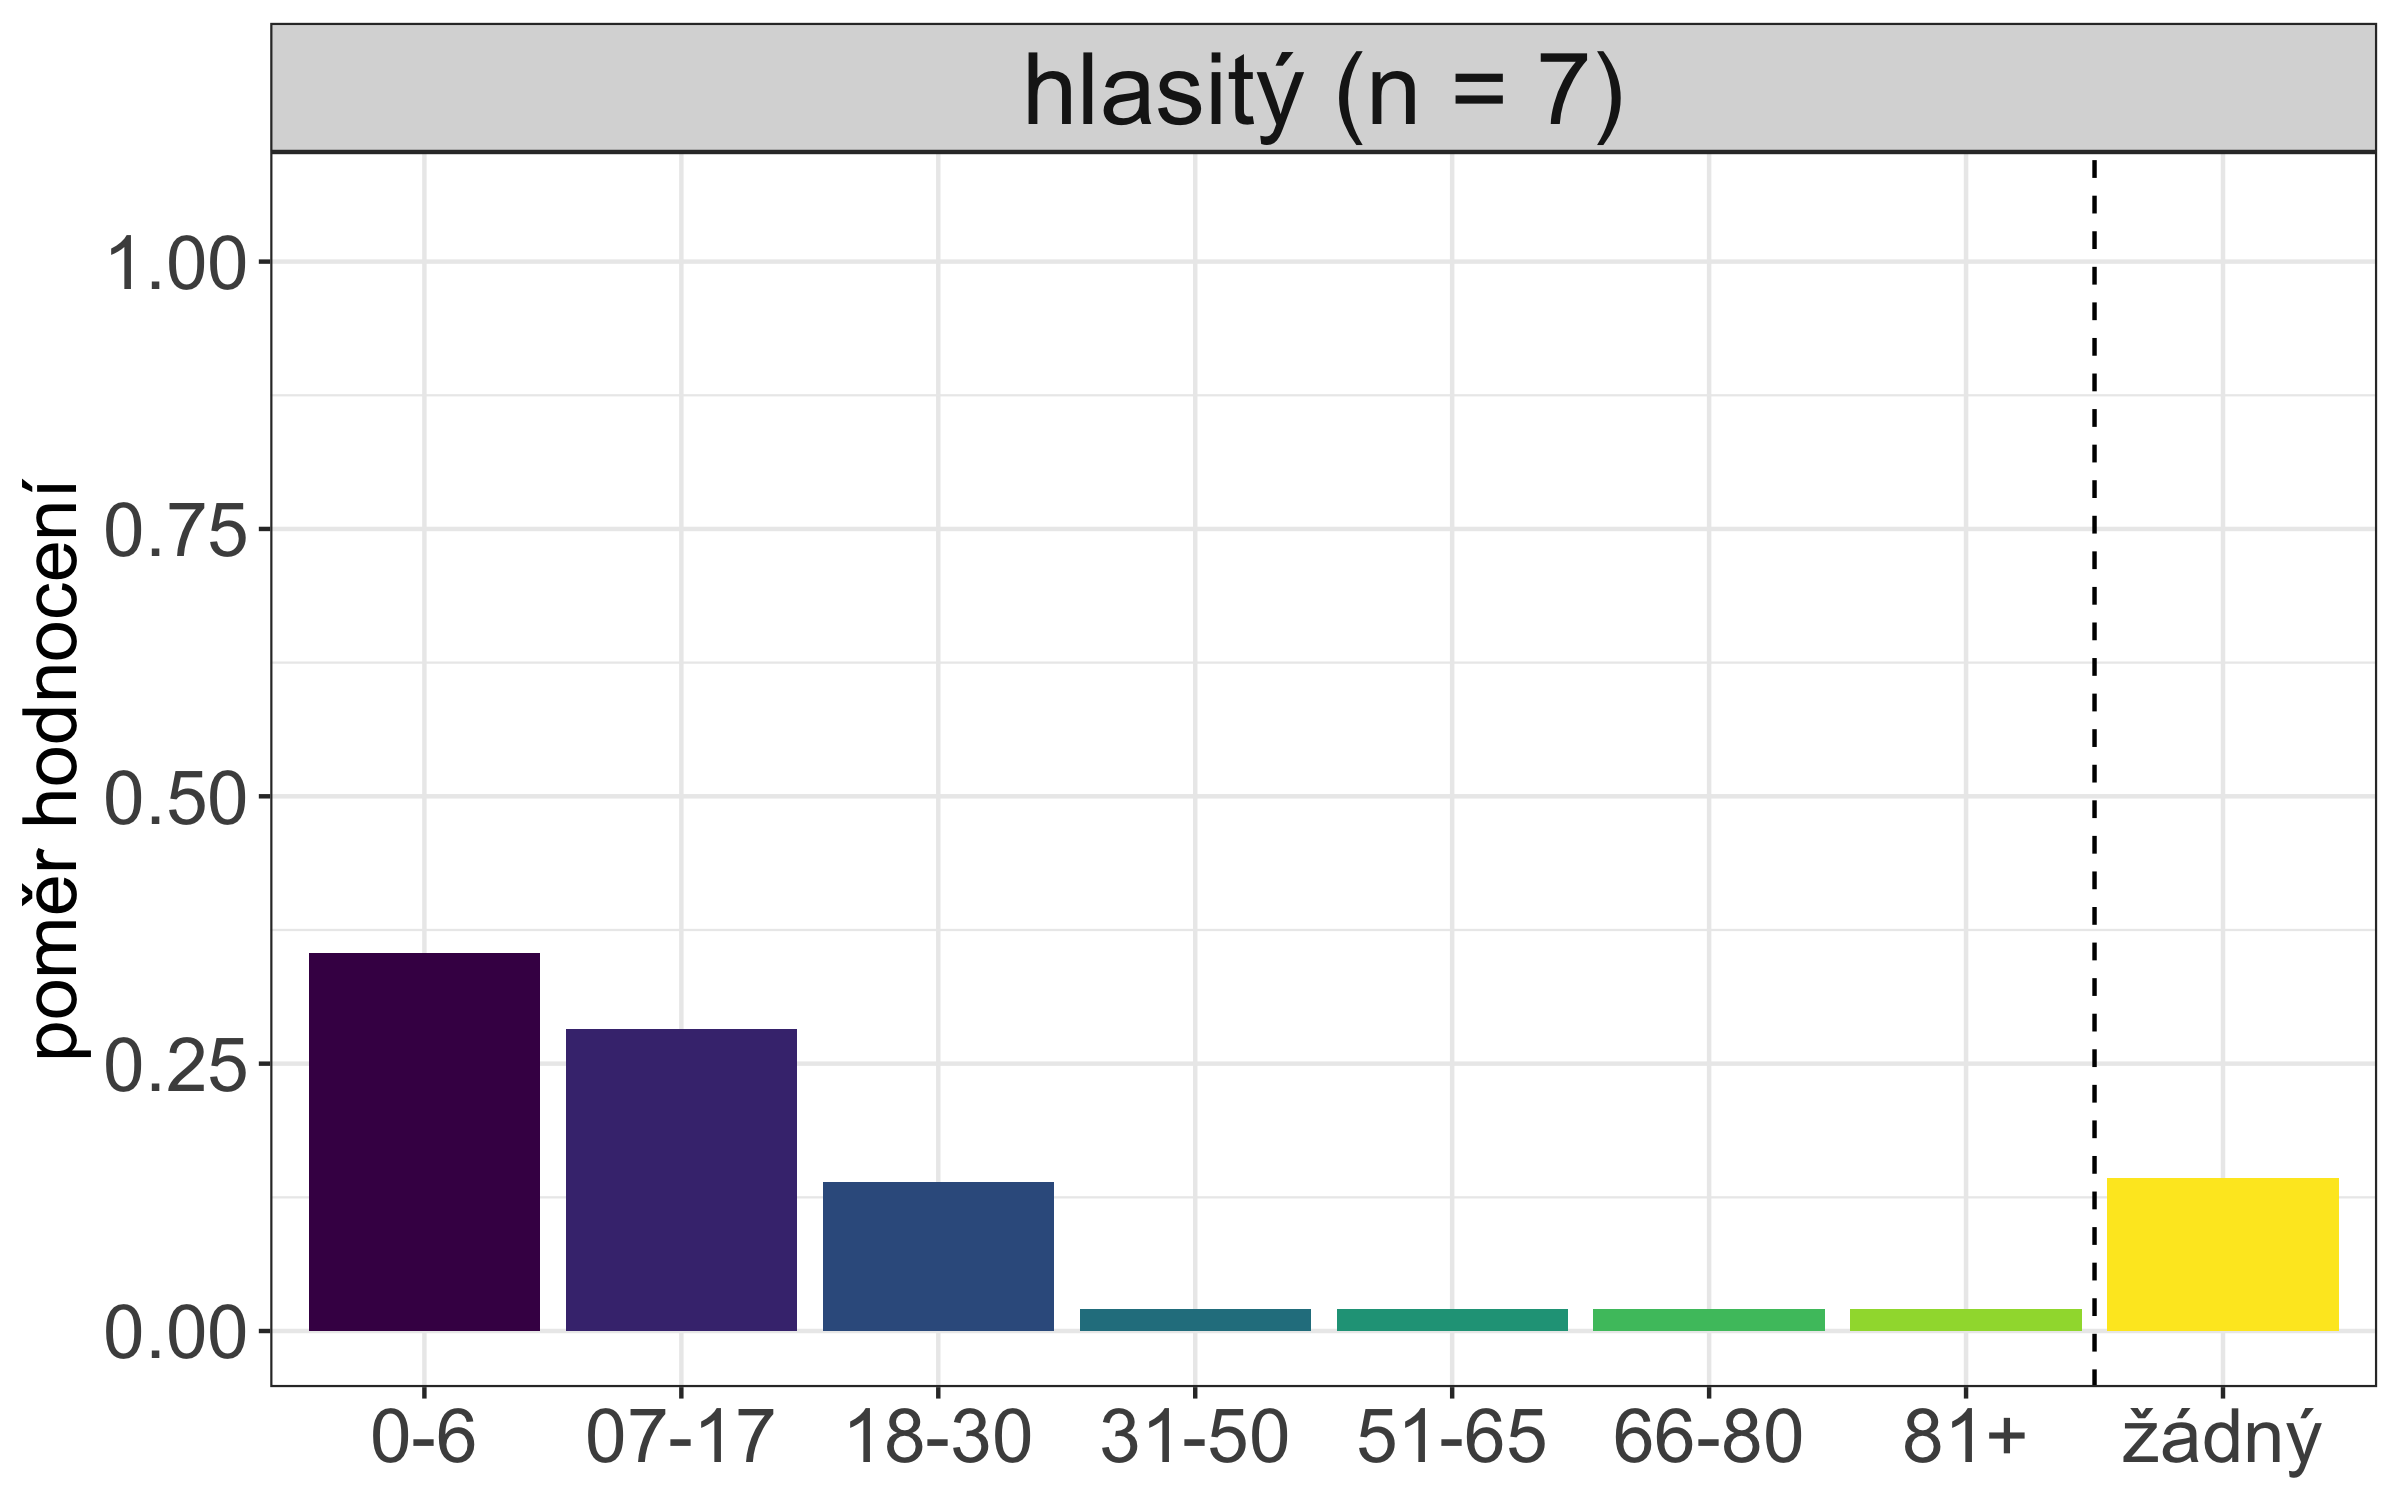 hlasitý (n = 7)
poměr hodnocení
1.00
0.75
0.50
0.25
0.00
0-6 07-17 18-30 31-50 51-65 66-80 81+ žádný